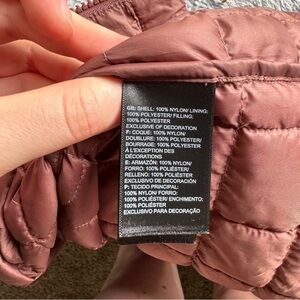 GB: SHELL: 100% NYLON/ LINING:
100% POLYESTER/ FILLING:
100% POLYESTER
EXCLUSIVE OF DECORATION
F: COQUE: 100% NYLON/
DOUBLURE: 100% POLYESTER/
BOURRAGE: 100% POLYESTER
À L'EXCEPTION DES
DÉCORATIONS
E: ARMAZÓN: 100% NYLON/
FORRO: 100% POLIÉSTER/
RELLENO: 100% POLIÉSTER
EXCLUSIVO DE DECORACIÓN
P: TECIDO PRINCIPAL:
100% NYLON/ FORRO:
100% POLIÉSTER/ ENCHIMENTO:
100% POLIÉSTER
EXCLUSIVO PARA DECORAÇÃO